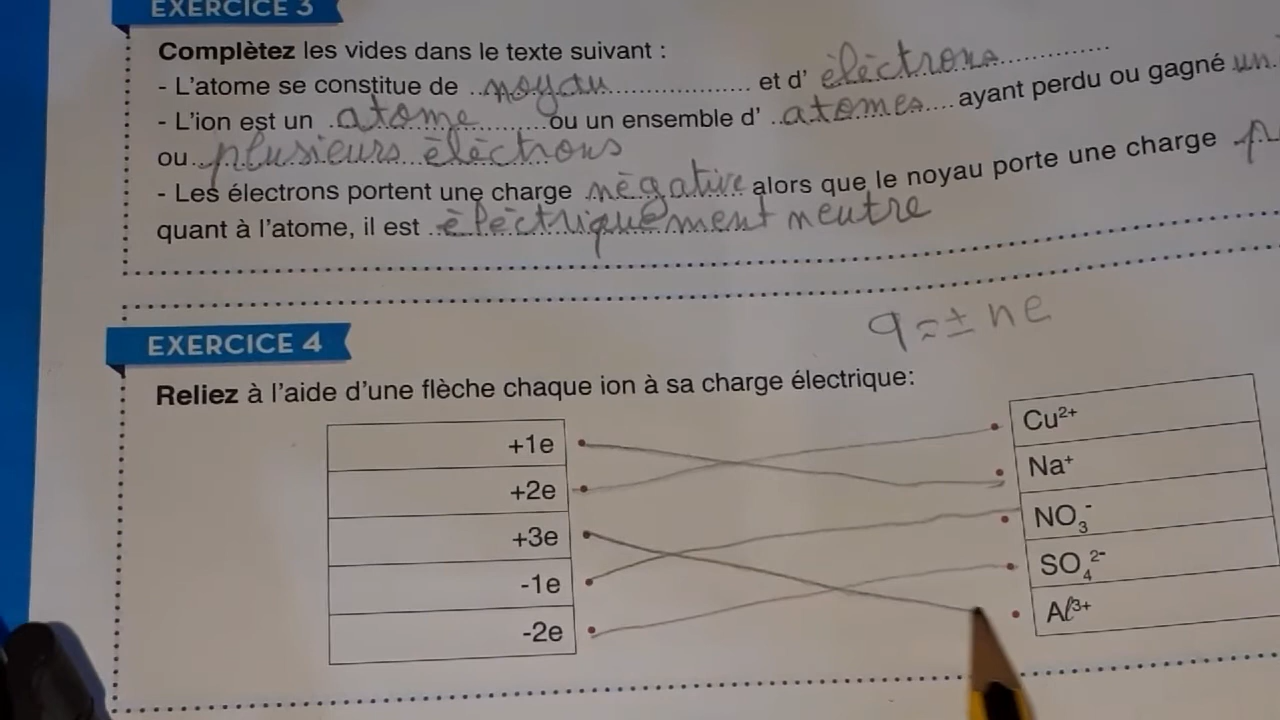 EXERCICE 3
Complètez les vides dans le texte suivant :
- L'atome se constitue de ..noyau.......................... et d' électrons................
- L'ion est un ..atome.............ou un ensemble d' ..atomes.... ayant perdu ou gagné un
ou..plusieurs élèctrons
- Les électrons portent une charge négative alors que le noyau porte une charge
quant à l'atome, il est ..élèctriquement neutre
q = ± ne
EXERCICE 4
Reliez à l'aide d'une flèche chaque ion à sa charge électrique:
+1e Cu²⁺
+2e Na⁺
+3e NO₃⁻
-1e SO₄²⁻
-2e Aℓ³⁺